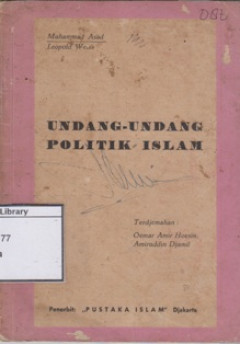 Muhammad Asad
Leopold Weiss
UNDANG-UNDANG
POLITIK ISLAM
Terdjemahan
Osman Amir Hoesin
Amiruddin Djamil
Penerbit: "PUSTAKA ISLAM" Djakarta
Library
77